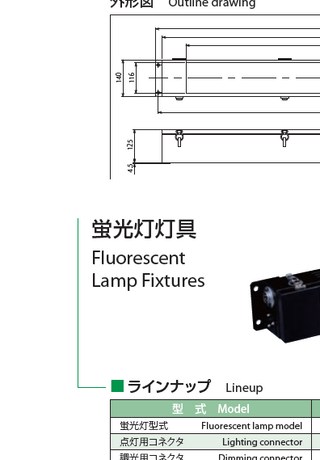 外形図 Outline drawing
140
116
125
4.5
蛍光灯灯具
Fluorescent
Lamp Fixtures
■ ラインナップ Lineup
型 式 Model
蛍光灯型式 Fluorescent lamp model
点灯用コネクタ Lighting connector
調光用コネクタ Dimming connector